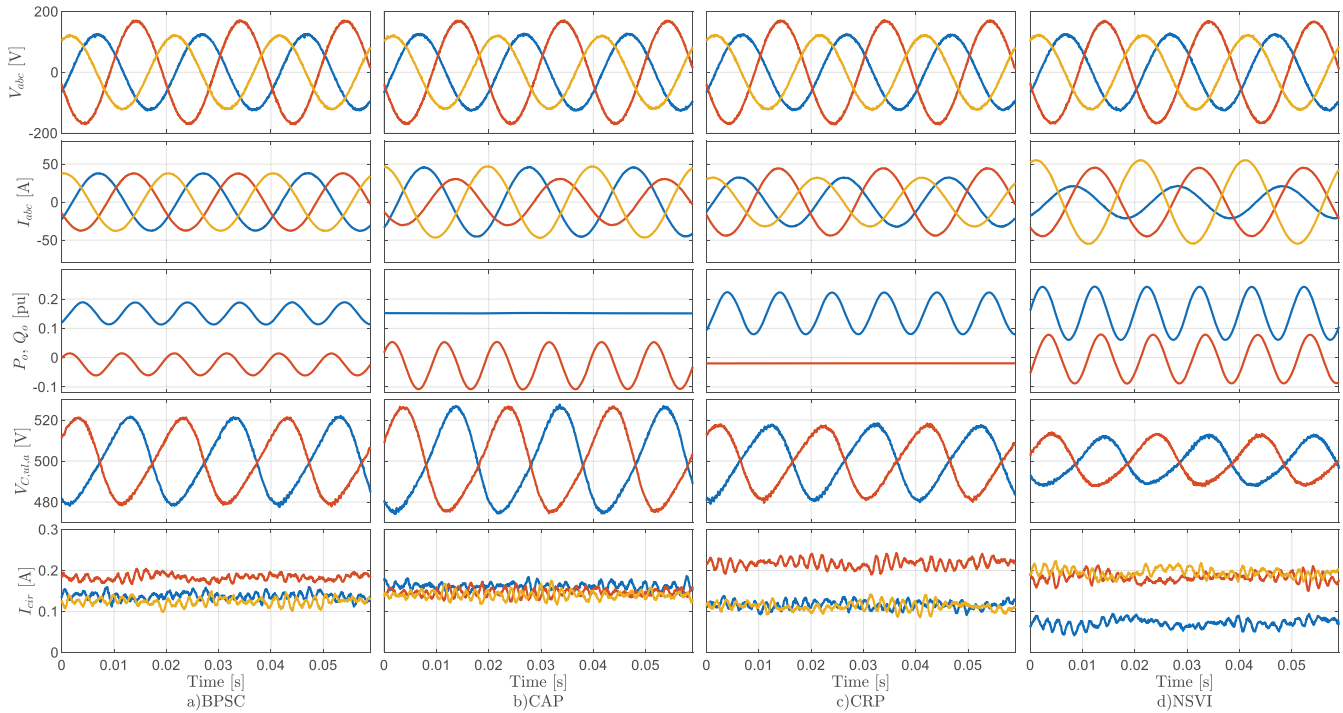 V_abc [V]
200
0
-200
I_abc [A]
50
0
-50
P_o, Q_o [pu]
0.2
0.1
0
-0.1
V_C,ul,a [V]
520
500
480
I_cir [A]
0.3
0.2
0.1
0
0 0.01 0.02 0.03 0.04 0.05
0 0.01 0.02 0.03 0.04 0.05
0 0.01 0.02 0.03 0.04 0.05
0 0.01 0.02 0.03 0.04 0.05
Time [s] Time [s] Time [s] Time [s]
a)BPSC b)CAP c)CRP d)NSVI